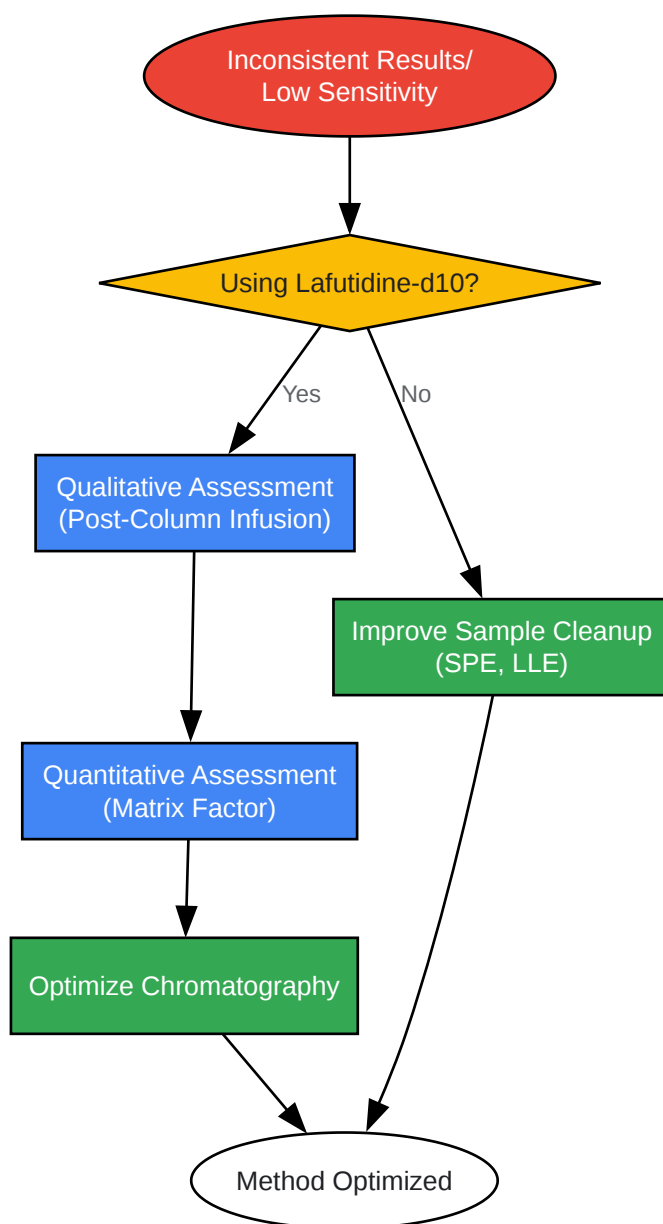 Inconsistent Results/
Low Sensitivity
Using Lafutidine-d10?
Yes
No
Qualitative Assessment
(Post-Column Infusion)
Improve Sample Cleanup
(SPE, LLE)
Quantitative Assessment
(Matrix Factor)
Optimize Chromatography
Method Optimized